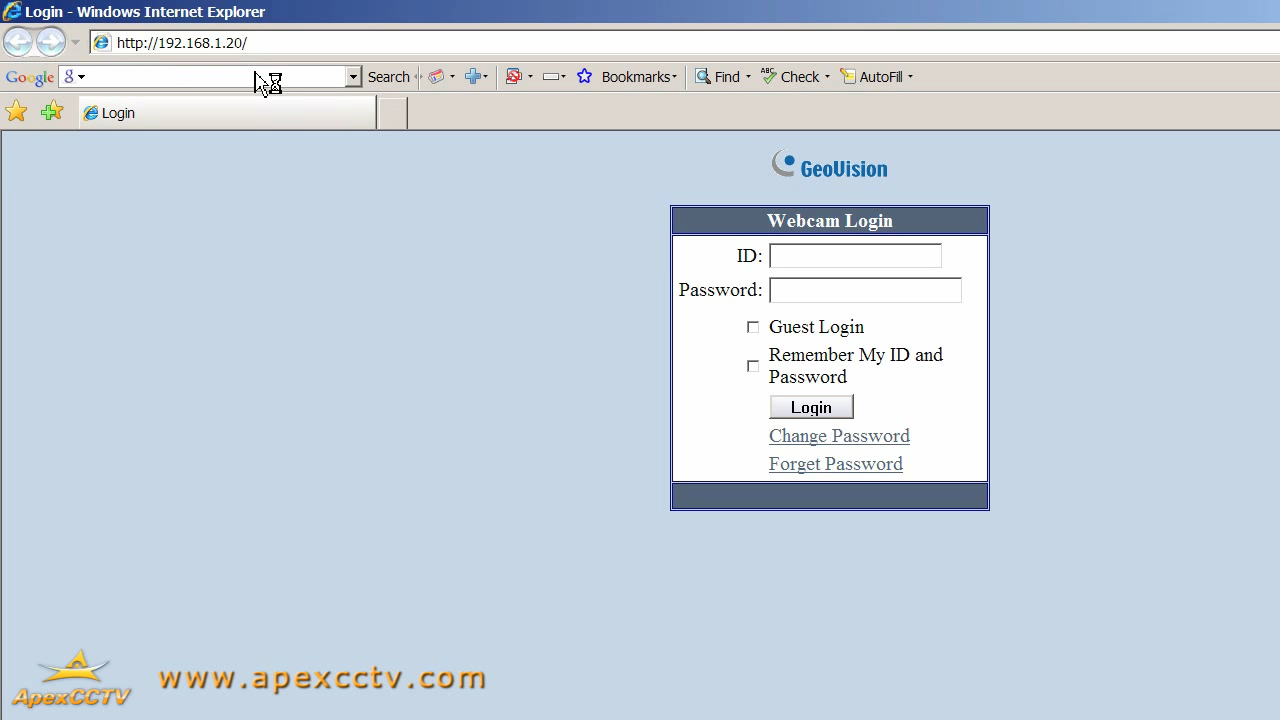 Login - Windows Internet Explorer
http://192.168.1.20/
Google g Search Bookmarks Find Check AutoFill
Login
GeoVision
Webcam Login
ID:
Password:
Guest Login
Remember My ID and
Password
Login
Change Password
Forget Password
ApexCCTV www.apexcctv.com